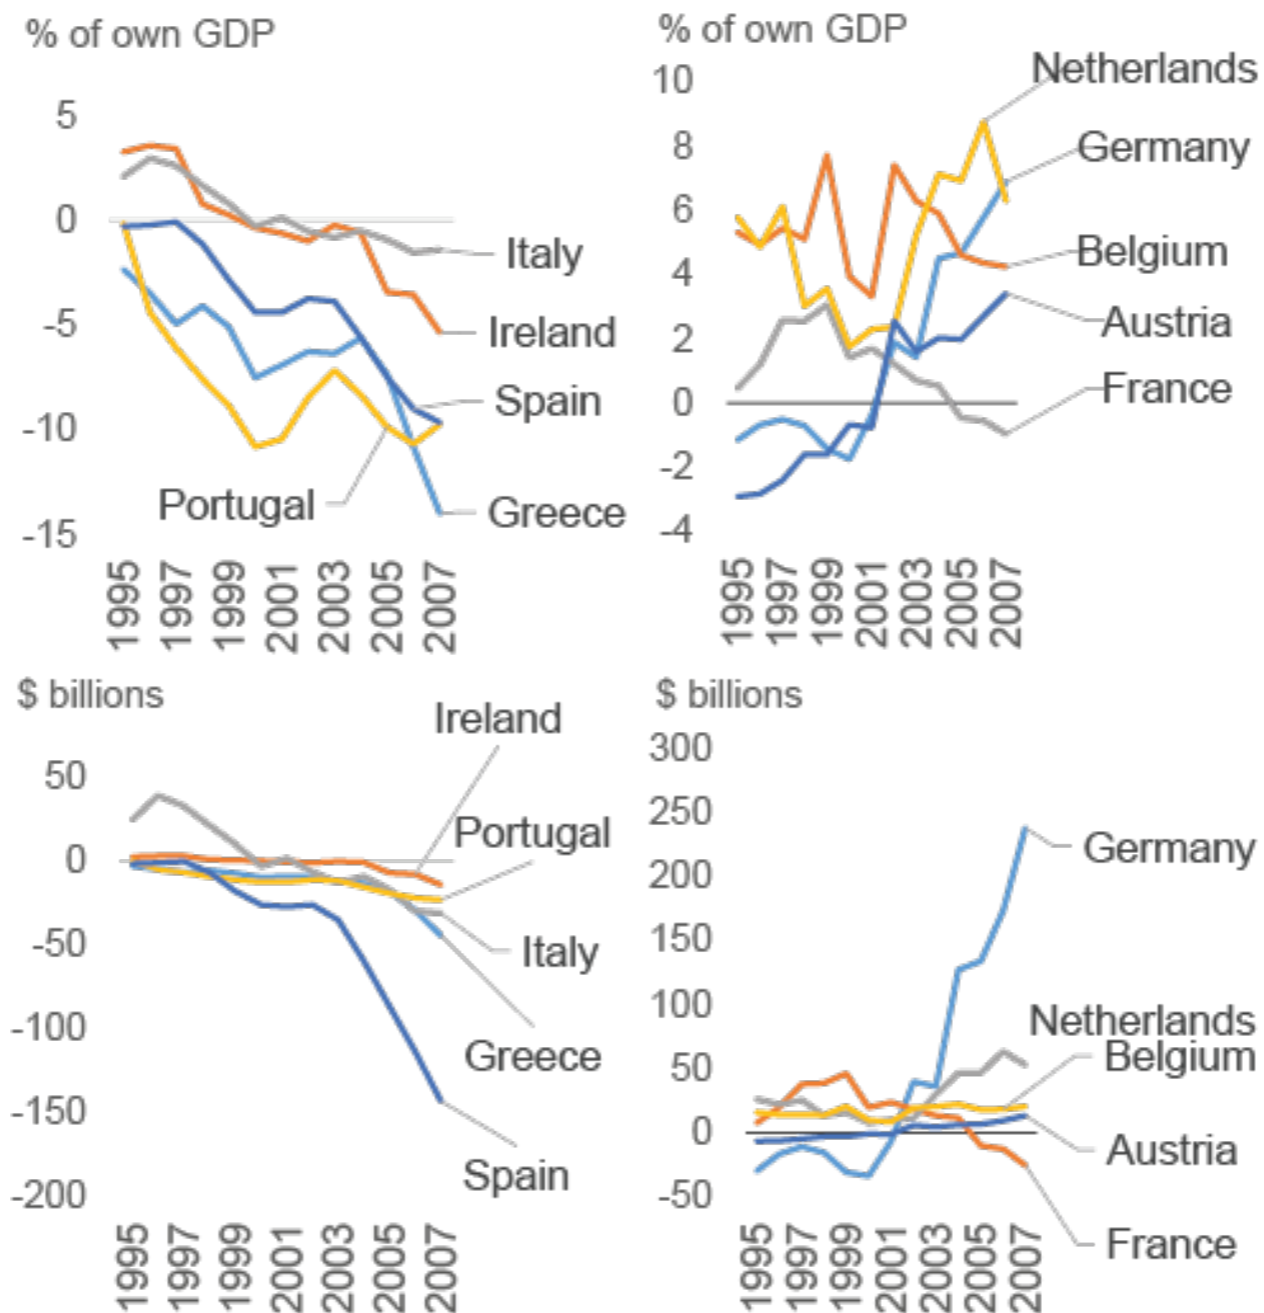 % of own GDP
5
0
-5
-10
-15
Italy
Ireland
Spain
Portugal
Greece
1995
1997
1999
2001
2003
2005
2007
% of own GDP
10
8
6
4
2
0
-2
-4
Netherlands
Germany
Belgium
Austria
France
1995
1997
1999
2001
2003
2005
2007
$ billions
50
0
-50
-100
-150
-200
Ireland
Portugal
Italy
Greece
Spain
1995
1997
1999
2001
2003
2005
2007
$ billions
300
250
200
150
100
50
0
-50
Germany
Netherlands
Belgium
Austria
France
1995
1997
1999
2001
2003
2005
2007